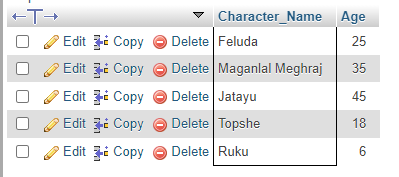 ←T→ Character_Name Age
Edit Copy Delete Feluda 25
Edit Copy Delete Maganlal Meghraj 35
Edit Copy Delete Jatayu 45
Edit Copy Delete Topshe 18
Edit Copy Delete Ruku 6